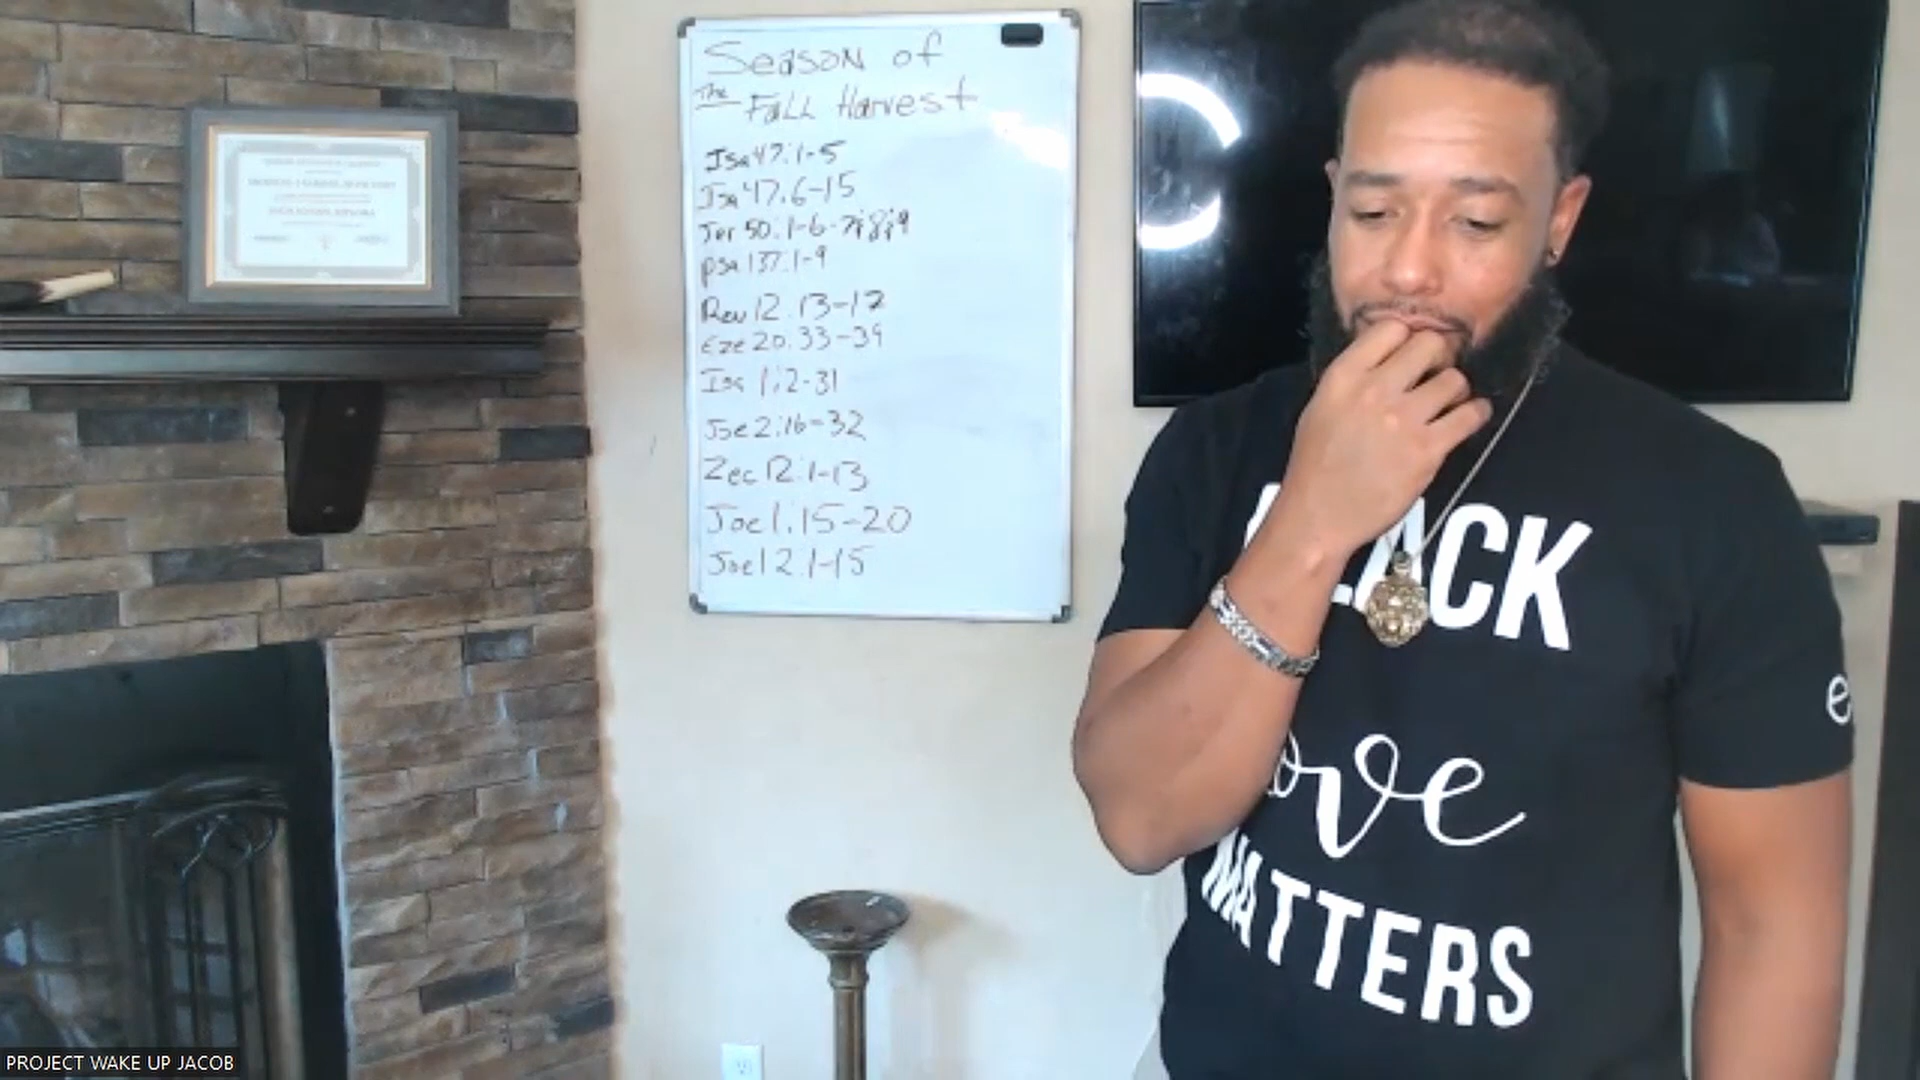 Season of
The Fall Harvest
Isa 47:1-5
Isa 47.6-15
Jer 50:1-6-7;8;9
psa 137:1-9
Rev 12.13-17
Eze 20.33-39
Isa 1:2-31
Joe 2:16-32
Zec 12:1-13
Joe 1:15-20
Joel 2.1-15
ACK
ove
MATTERS
e
PROJECT WAKE UP JACOB